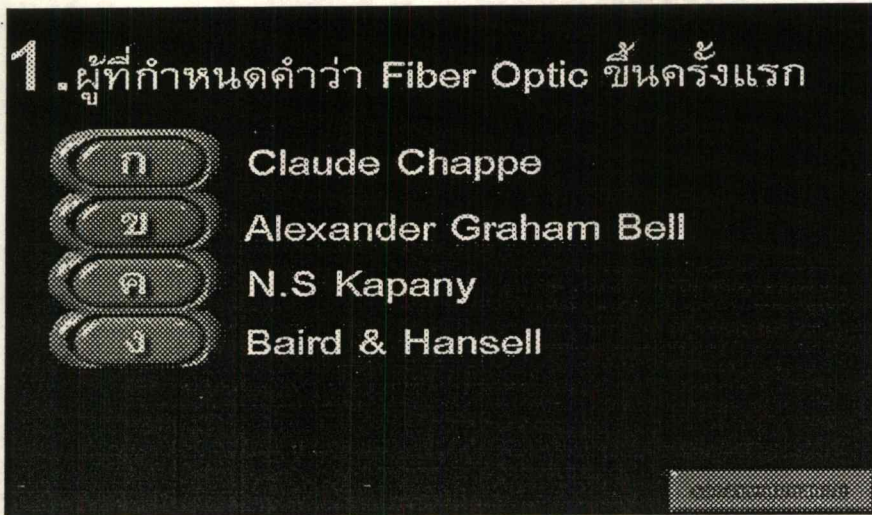 1.ผู้ที่กำหนดคำว่า Fiber Optic ขึ้นครั้งแรก
ก Claude Chappe
ข Alexander Graham Bell
ค N.S Kapany
ง Baird & Hansell